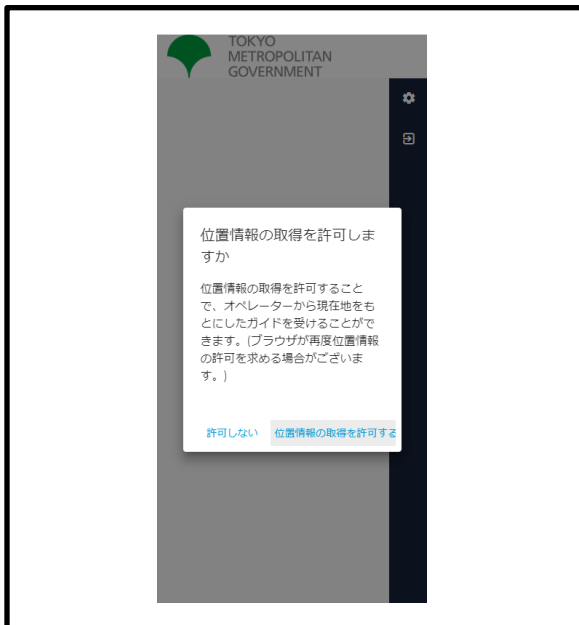 TOKYO
METROPOLITAN
GOVERNMENT
位置情報の取得を許可しま
すか
位置情報の取得を許可すること
で、オペレーターから現在地をも
とにしたガイドを受けることがで
きます。(ブラウザが再度位置情報
の許可を求める場合がございま
す。)
許可しない 位置情報の取得を許可する